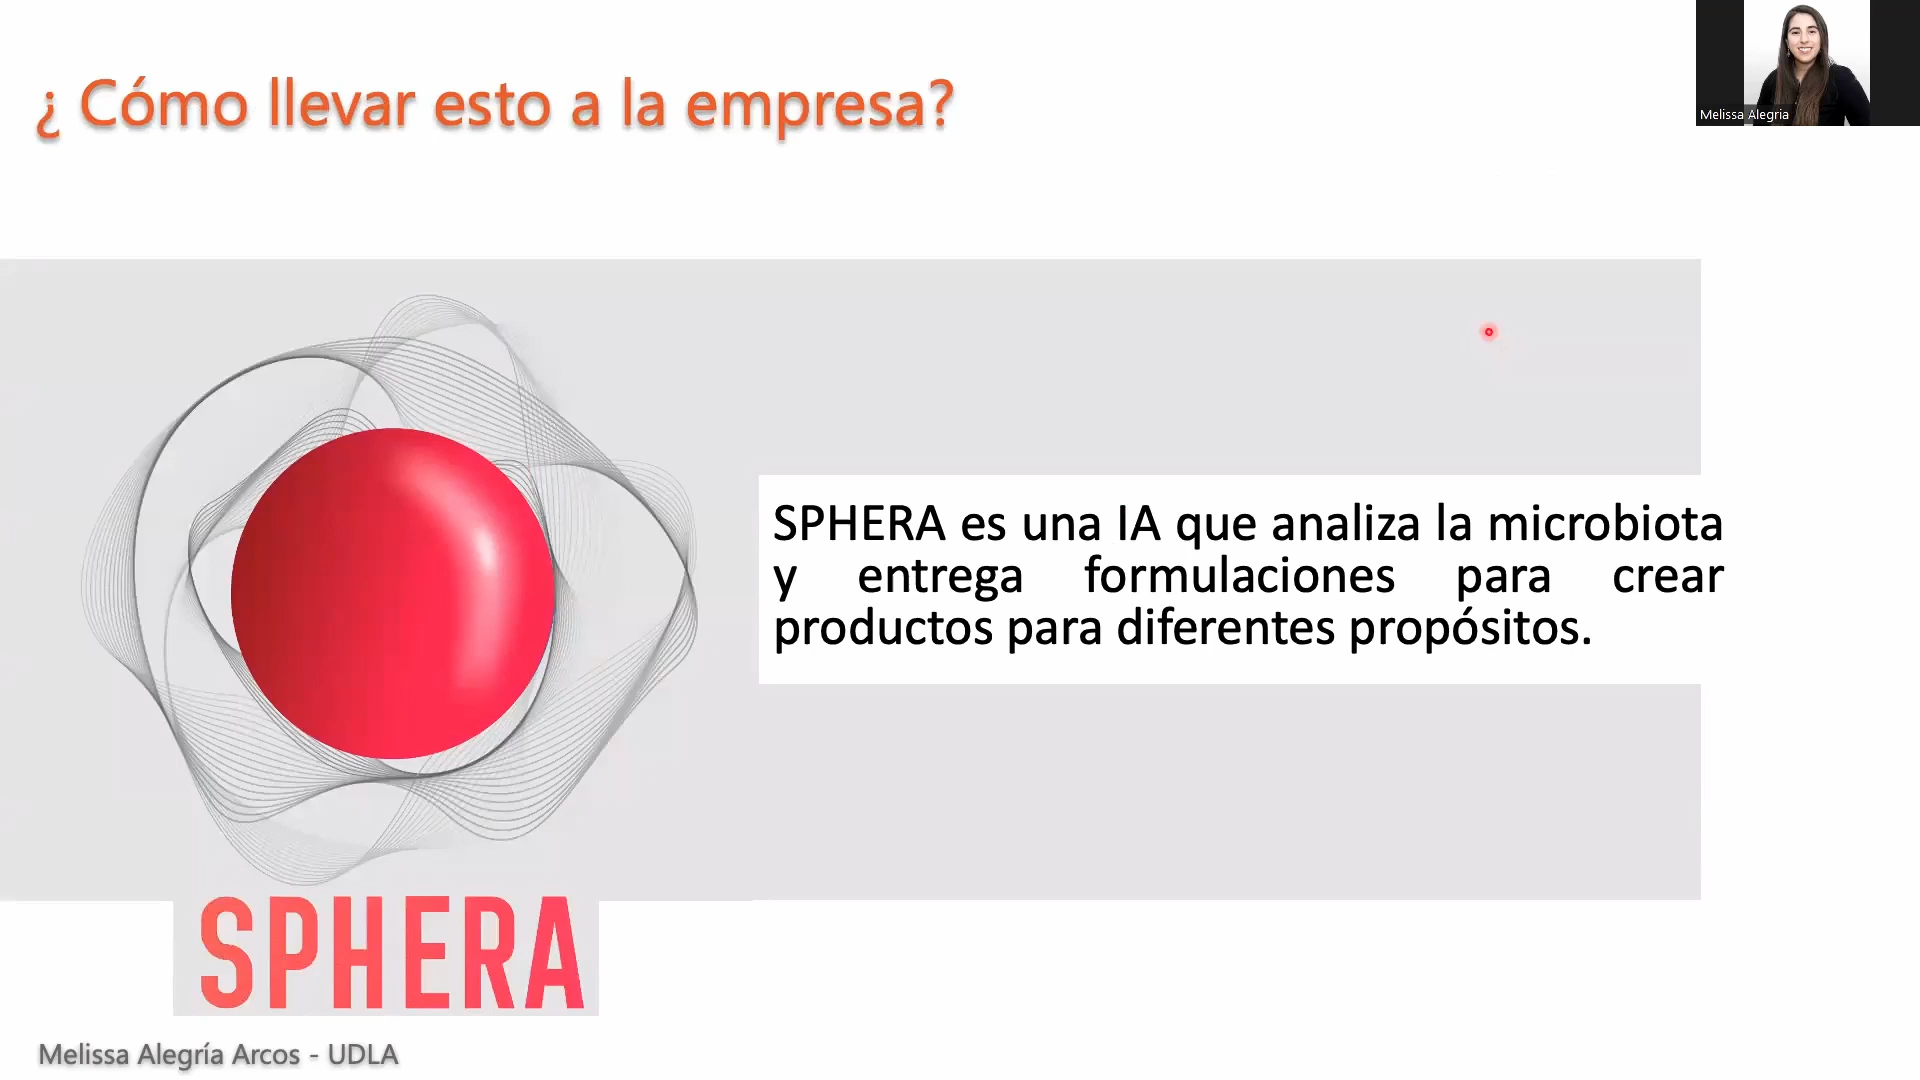 ¿ Cómo llevar esto a la empresa?
Melissa Alegria
SPHERA es una IA que analiza la microbiota
y entrega formulaciones para crear
productos para diferentes propósitos.
SPHERA
Melissa Alegría Arcos - UDLA